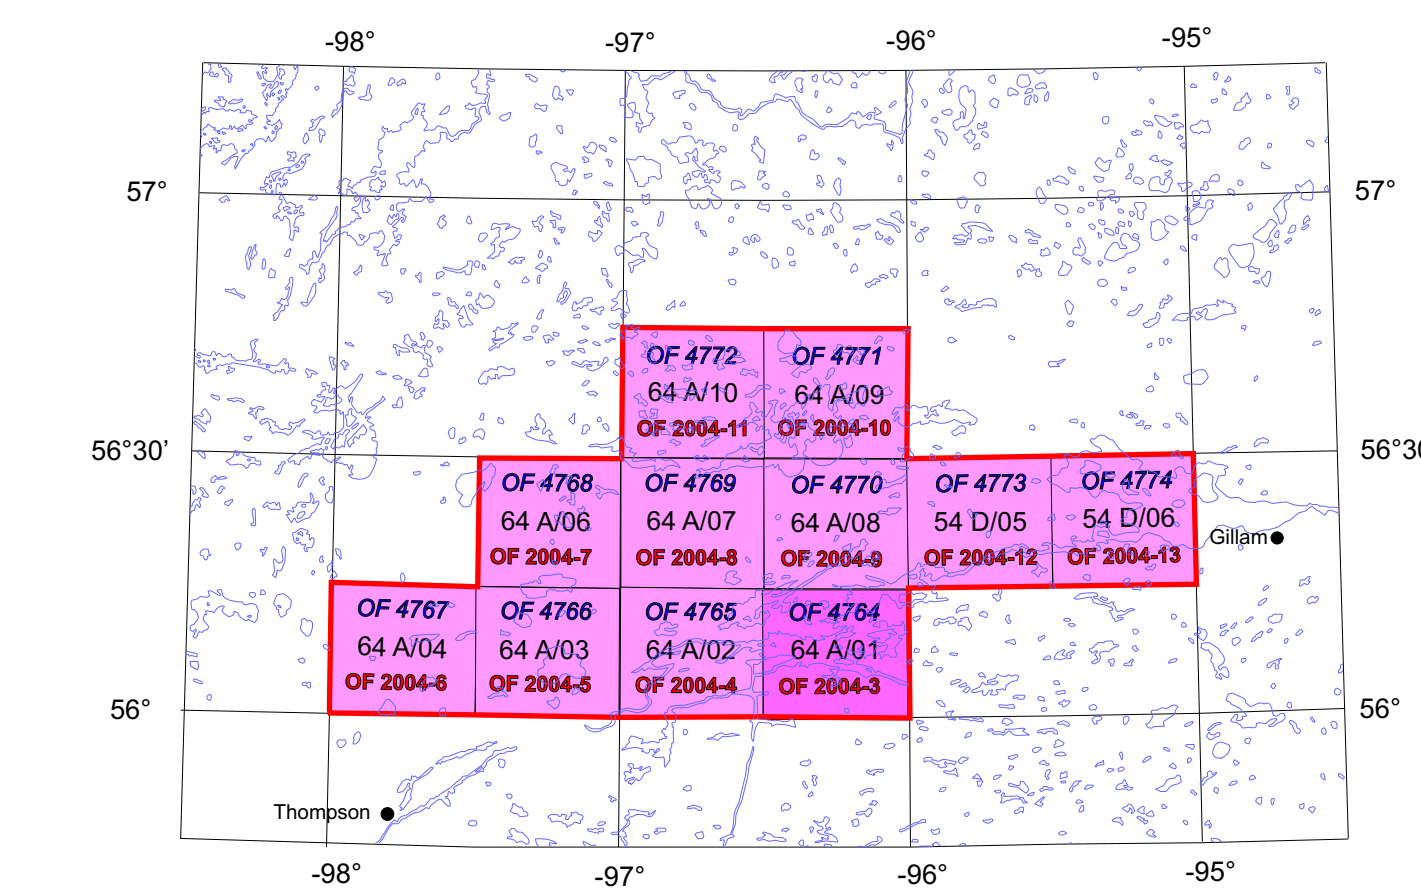 -98°
-97°
-96°
-95°
57°
57°
OF 4772
64 A/10
OF 2004-11
OF 4771
64 A/09
OF 2004-10
56°30’
56°30
OF 4768
64 A/06
OF 2004-7
OF 4769
64 A/07
OF 2004-8
OF 4770
64 A/08
OF 2004-9
OF 4773
54 D/05
OF 2004-12
OF 4774
54 D/06
OF 2004-13
Gillam
OF 4767
64 A/04
OF 2004-6
OF 4766
64 A/03
OF 2004-5
OF 4765
64 A/02
OF 2004-4
OF 4764
64 A/01
OF 2004-3
56°
56°
Thompson
-98°
-97°
-96°
-95°